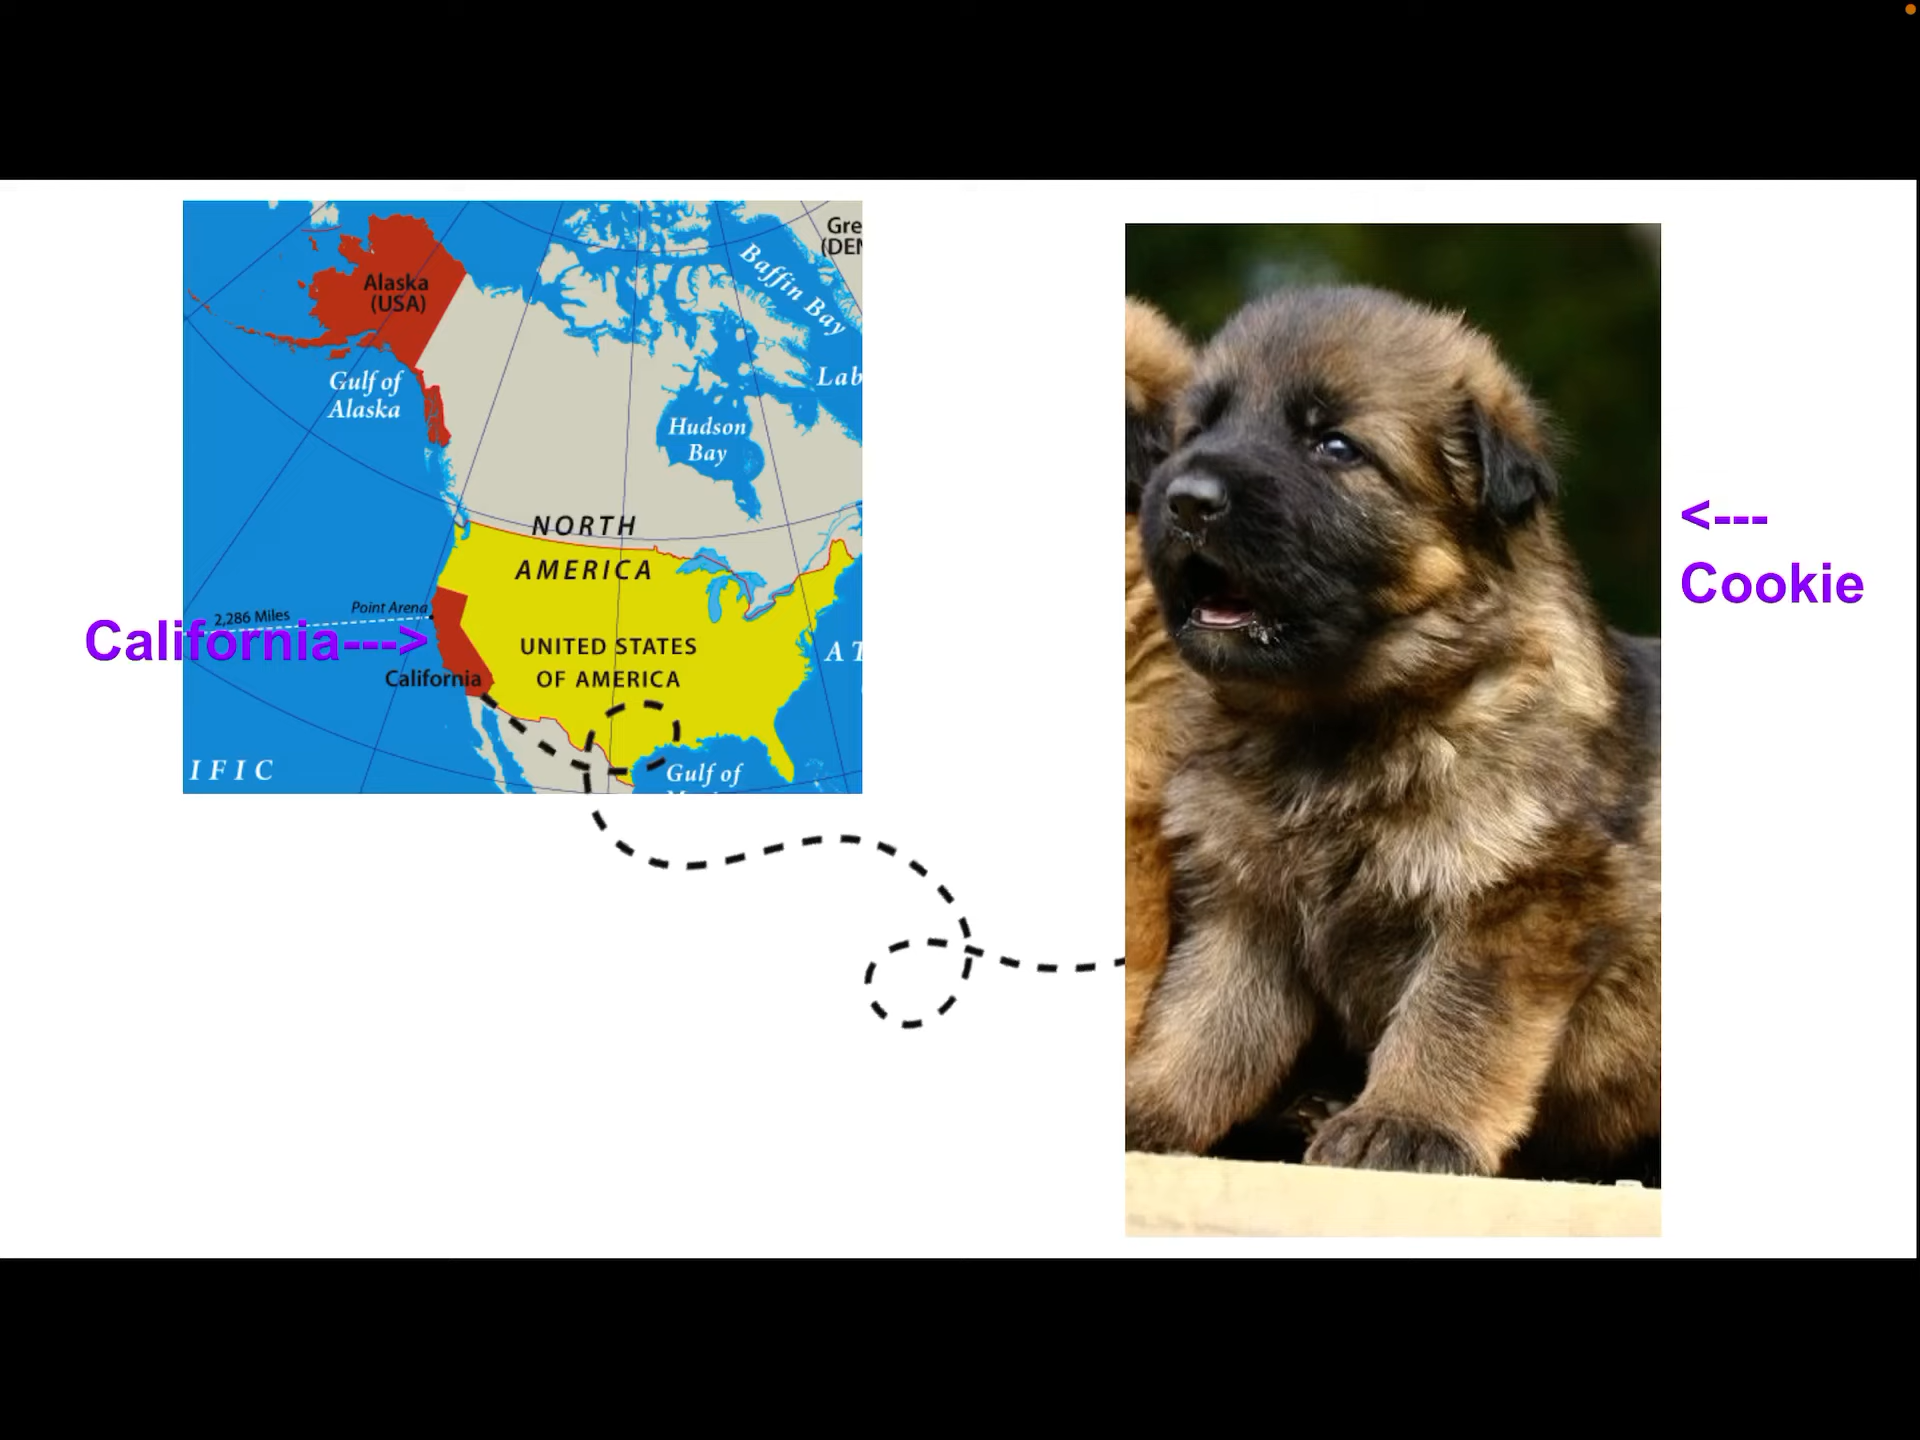 Alaska
(USA)
Gre
(DEN
Baffin Bay
Gulf of
Alaska
Lab
Hudson
Bay
NORTH
AMERICA
2,286 Miles
Point Arena
California--->
UNITED STATES
OF AMERICA
A T
California
IFIC
Gulf of
<---
Cookie